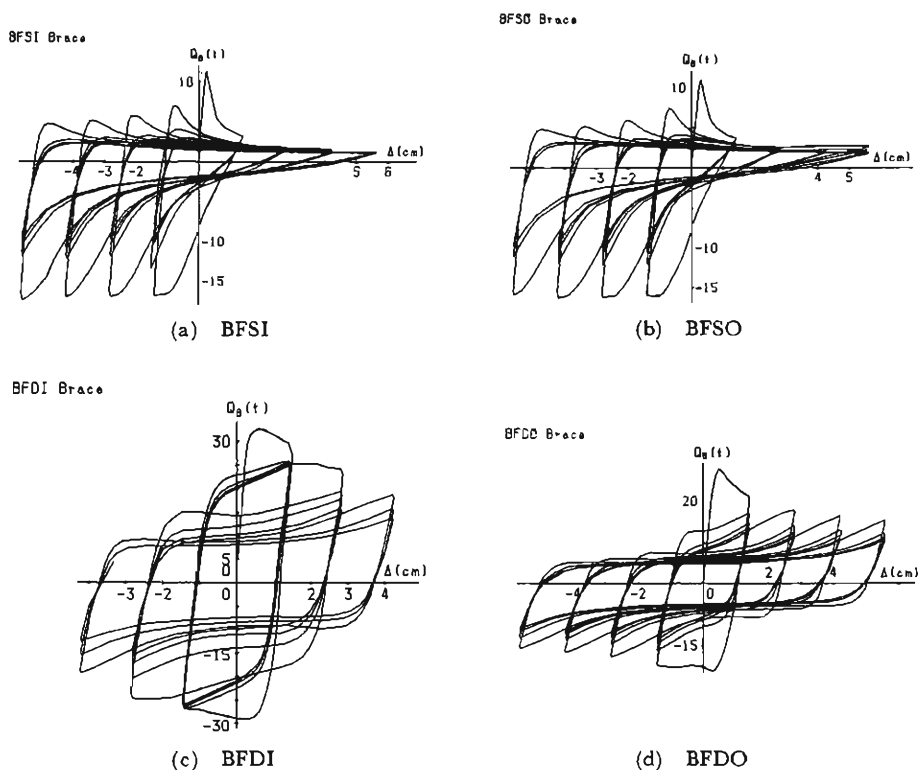 BFSI Brace
Q_B(t)
10
Δ(cm)
-4 -3 -2
5 6
-10
-15
(a) BFSI
BFSO Brace
Q_B(t)
10
Δ(cm)
-3 -2
4 5
-10
-15
(b) BFSO
BFDI Brace
Q_B(t)
30
5
0
Δ(cm)
-3 -2 0 2 3 4
-15
-30
(c) BFDI
BFDO Brace
Q_B(t)
20
Δ(cm)
-4 -2 0 2 4
-15
(d) BFDO